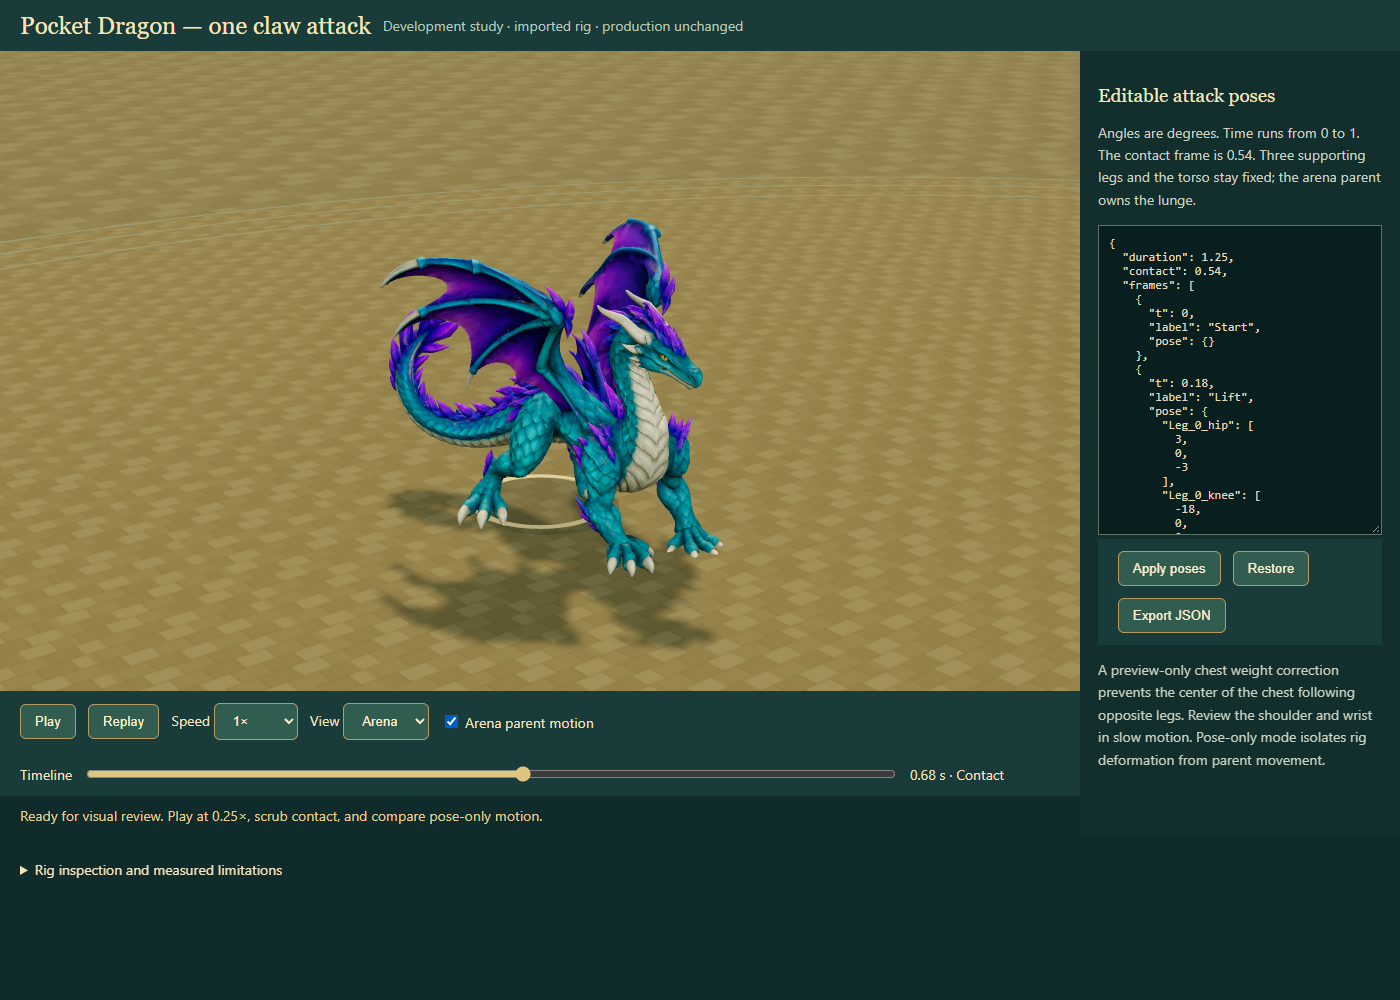 Pocket Dragon — one claw attack
Development study · imported rig · production unchanged
Editable attack poses
Angles are degrees. Time runs from 0 to 1.
The contact frame is 0.54. Three supporting
legs and the torso stay fixed; the arena parent
owns the lunge.
{
"duration": 1.25,
"contact": 0.54,
"frames": [
{
"t": 0,
"label": "Start",
"pose": {}
},
{
"t": 0.18,
"label": "Lift",
"pose": {
"Leg_0_hip": [
3,
0,
-3
],
"Leg_0_knee": [
-18,
0,
Apply poses
Restore
Export JSON
A preview-only chest weight correction
prevents the center of the chest following
opposite legs. Review the shoulder and wrist
in slow motion. Pose-only mode isolates rig
deformation from parent movement.
Play
Replay
Speed
1×
View
Arena
Arena parent motion
Timeline
0.68 s · Contact
Ready for visual review. Play at 0.25×, scrub contact, and compare pose-only motion.
Rig inspection and measured limitations